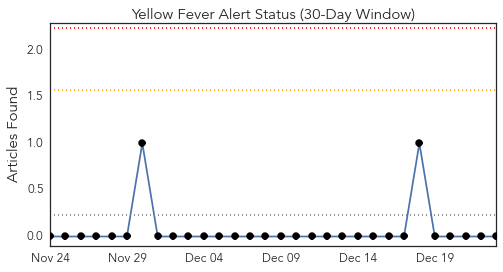 Yellow Fever Alert Status (30-Day Window)
Articles Found
2.0
1.5
1.0
0.5
0.0
Nov 24 Nov 29 Dec 04 Dec 09 Dec 14 Dec 19